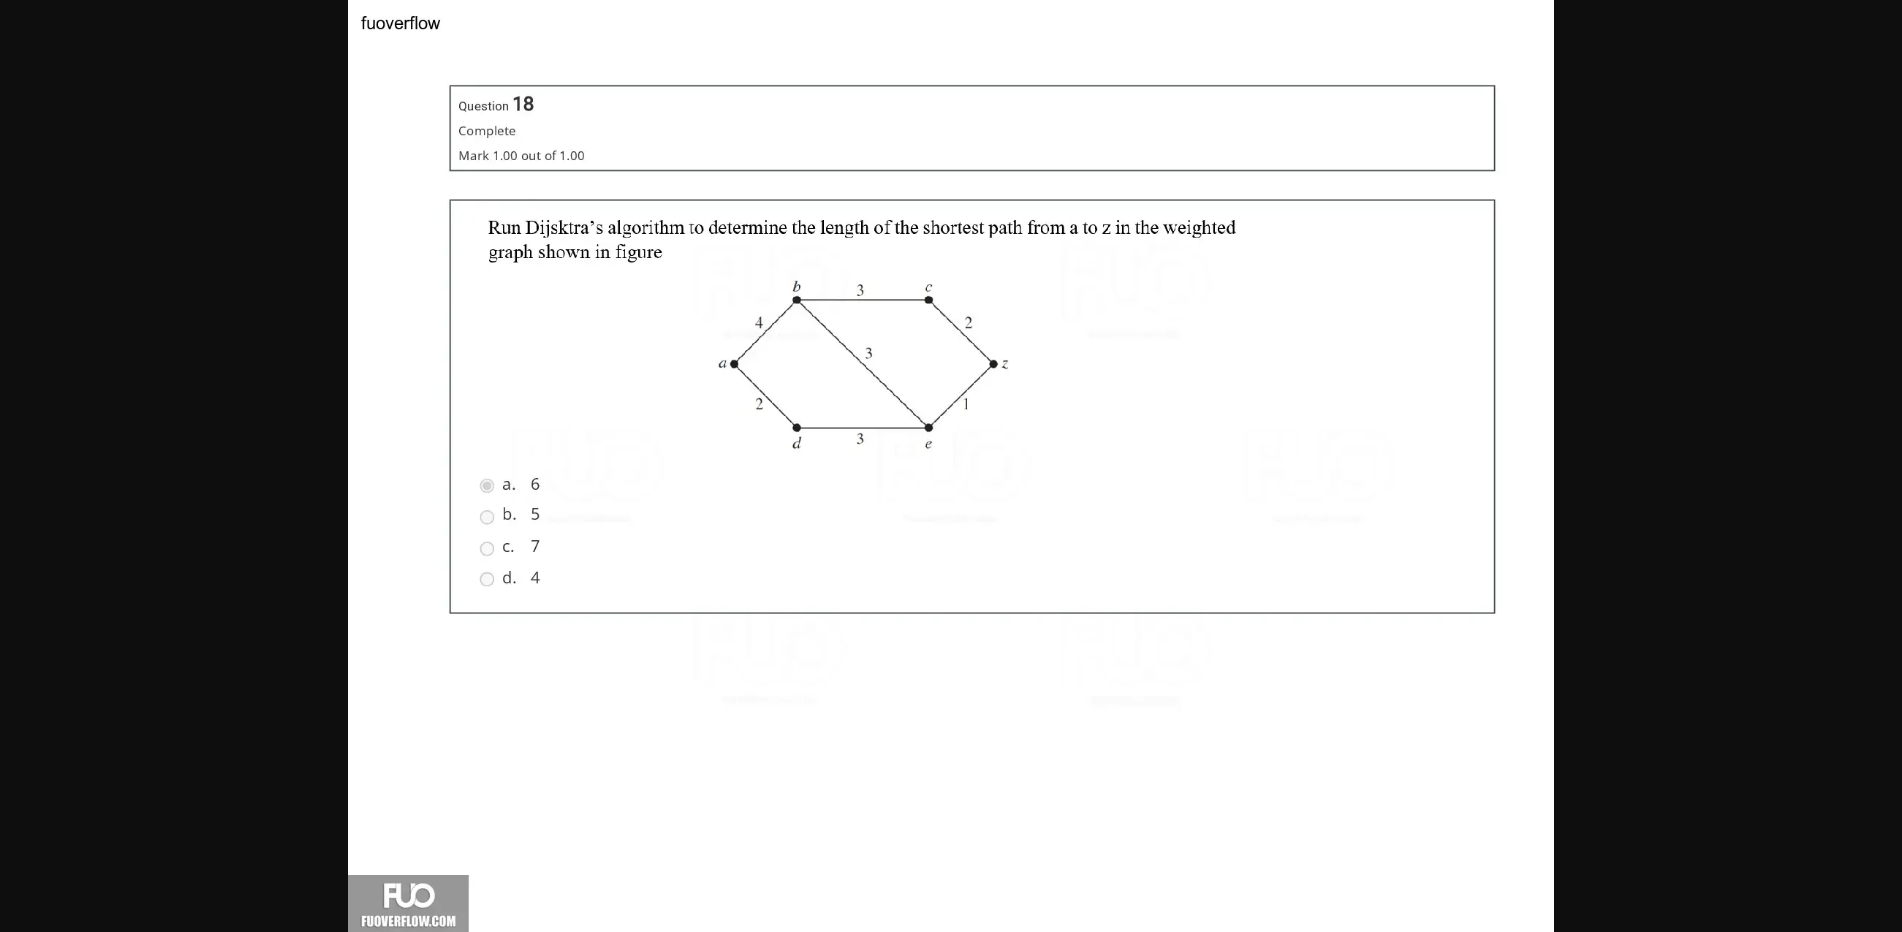 fuoverflow
Question 18
Complete
Mark 1.00 out of 1.00
Run Dijsktra’s algorithm to determine the length of the shortest path from a to z in the weighted
graph shown in figure
b 3 c
4 2
3
a z
2 1
d 3 e
a. 6
b. 5
c. 7
d. 4
FUO
FUOVERFLOW.COM